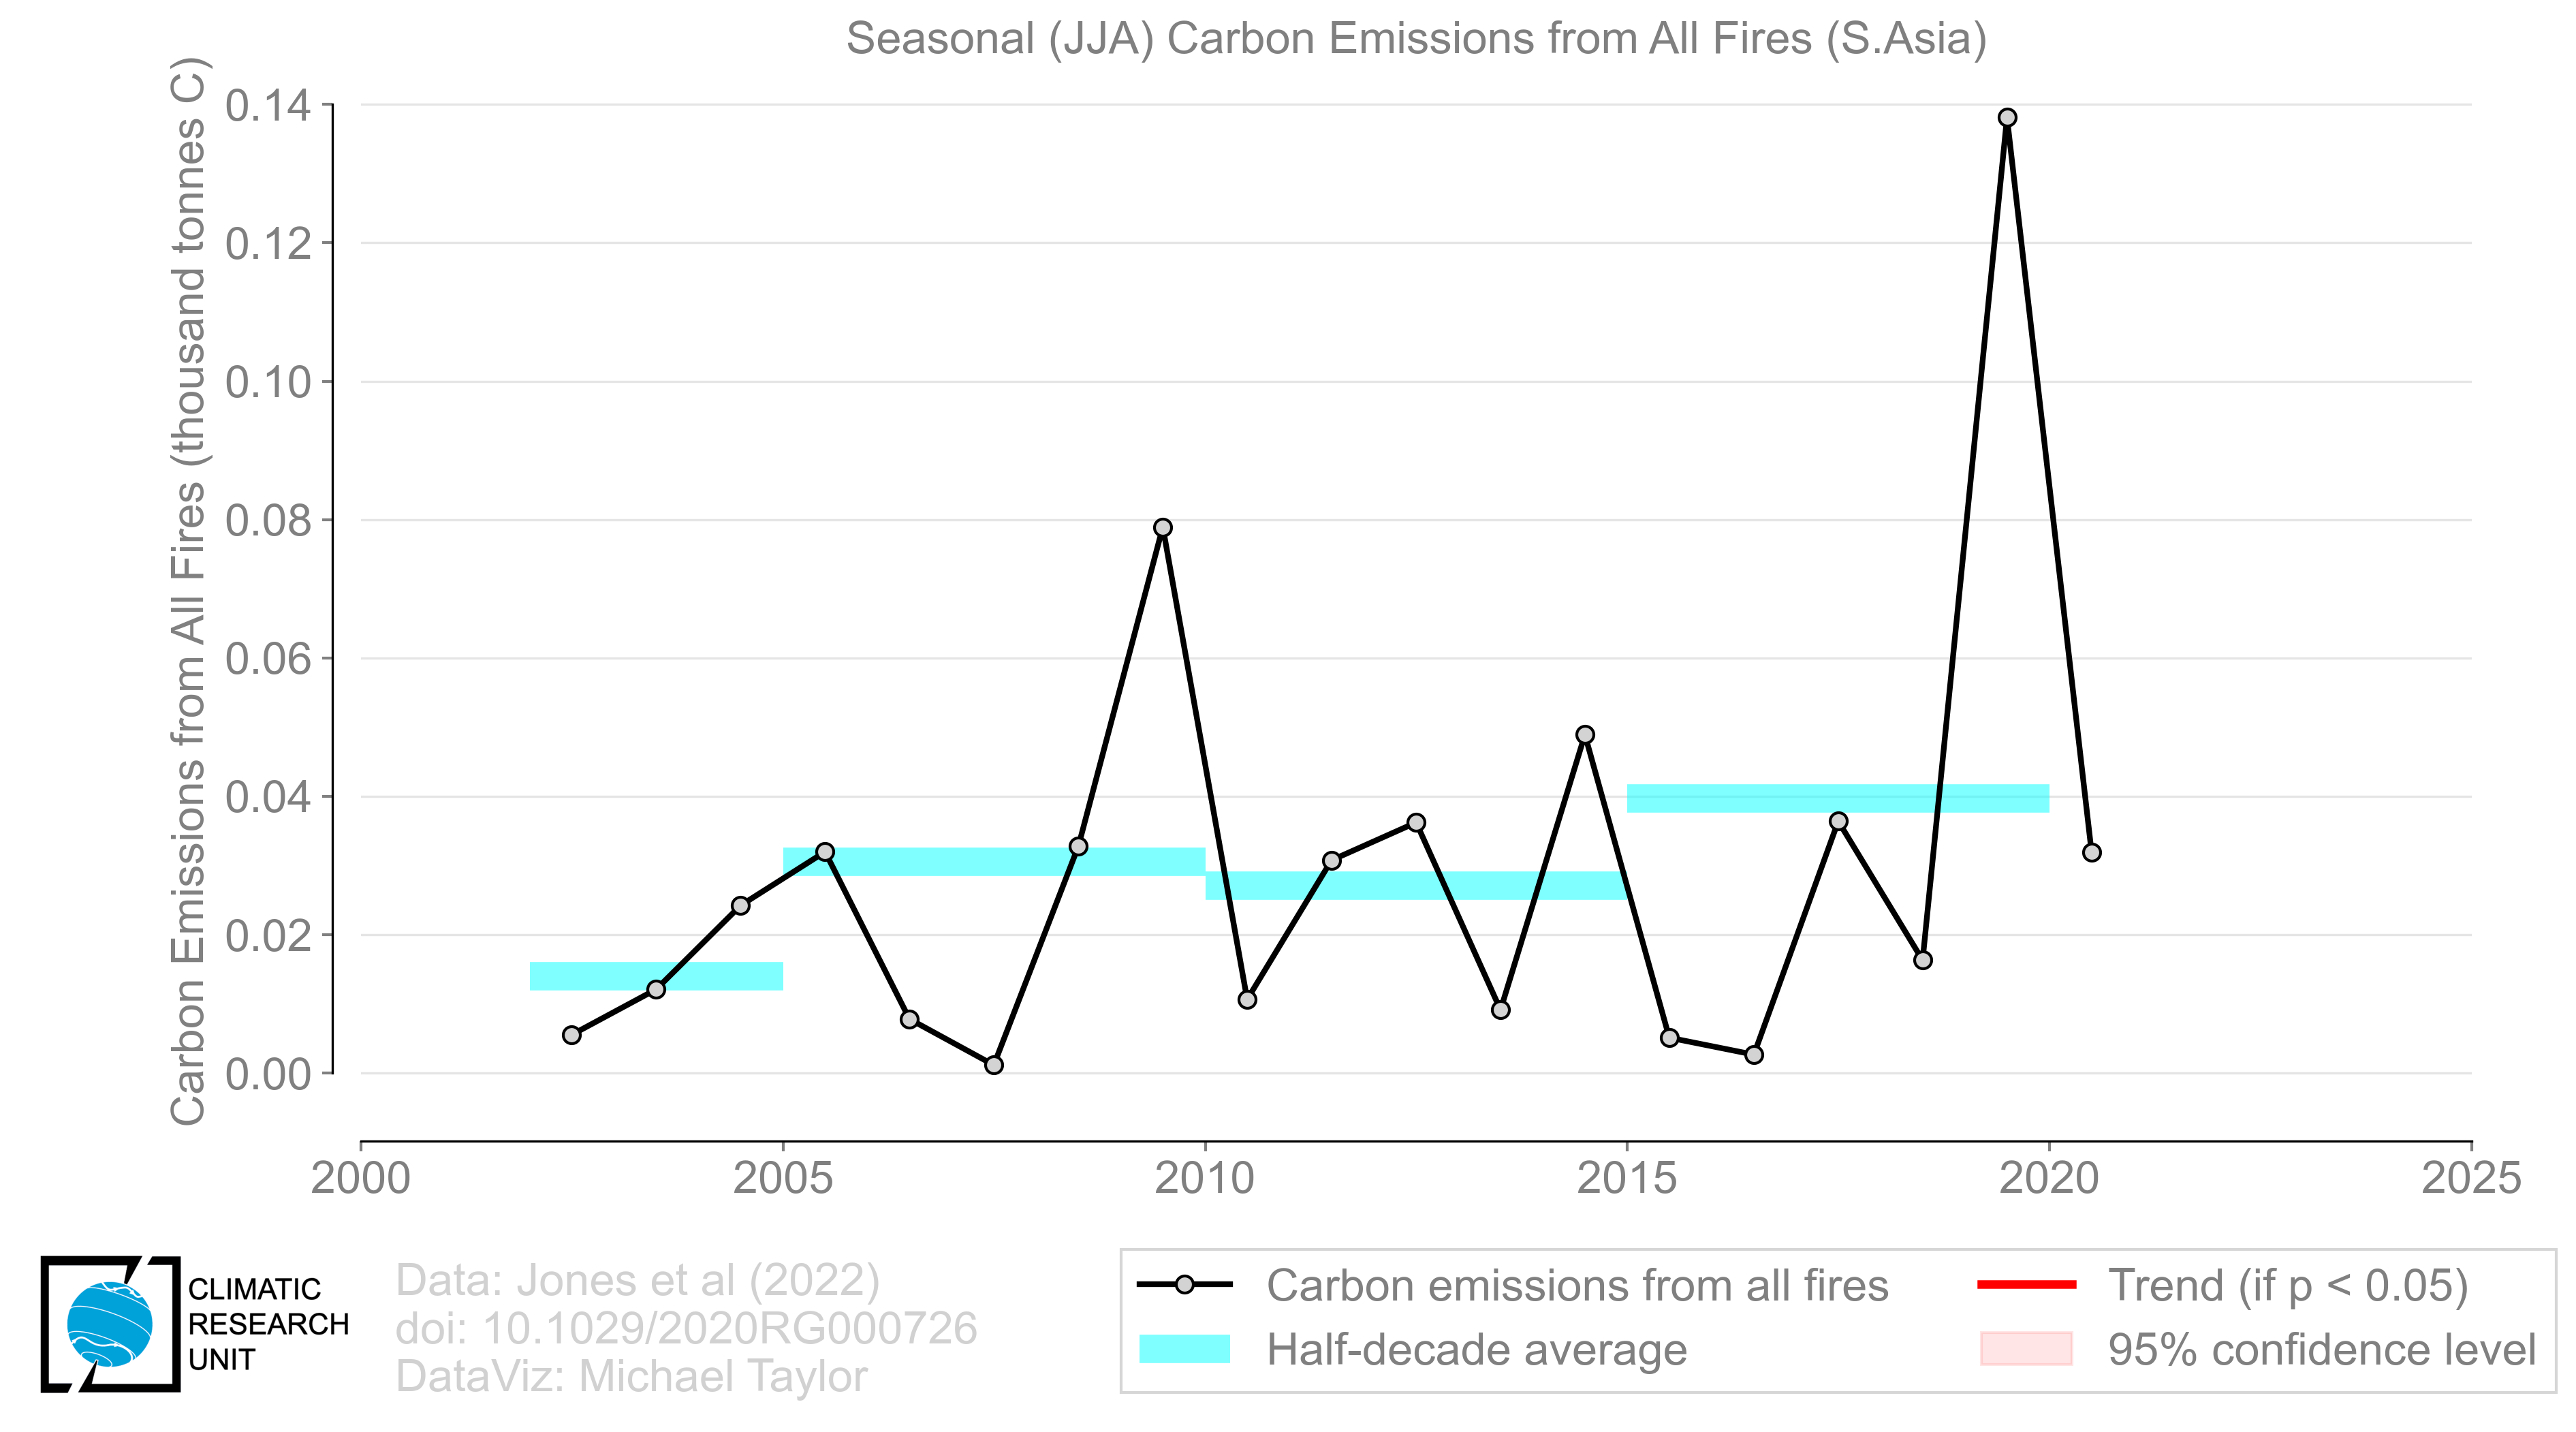 Seasonal (JJA) Carbon Emissions from All Fires (S.Asia)
Carbon Emissions from All Fires (thousand tonnes C)
0.14
0.12
0.10
0.08
0.06
0.04
0.02
0.00
2000 2005 2010 2015 2020 2025
CLIMATIC
RESEARCH
UNIT
Data: Jones et al (2022)
doi: 10.1029/2020RG000726
DataViz: Michael Taylor
Carbon emissions from all fires
Half-decade average
Trend (if p < 0.05)
95% confidence level